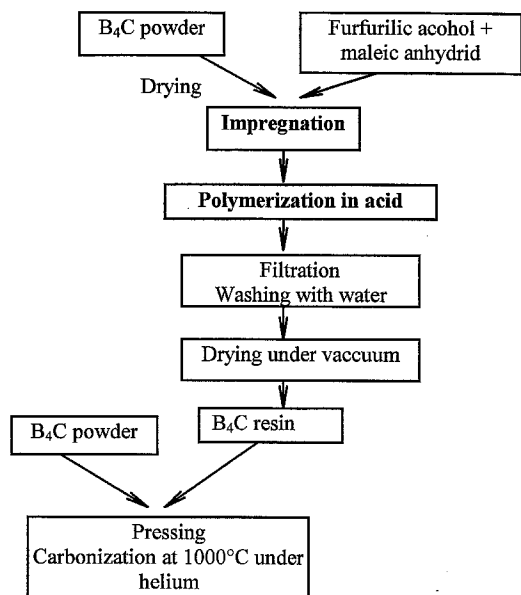 B₄C powder
Furfurilic acohol +
maleic anhydrid
Drying
Impregnation
Polymerization in acid
Filtration
Washing with water
Drying under vaccuum
B₄C powder
B₄C resin
Pressing
Carbonization at 1000°C under
helium